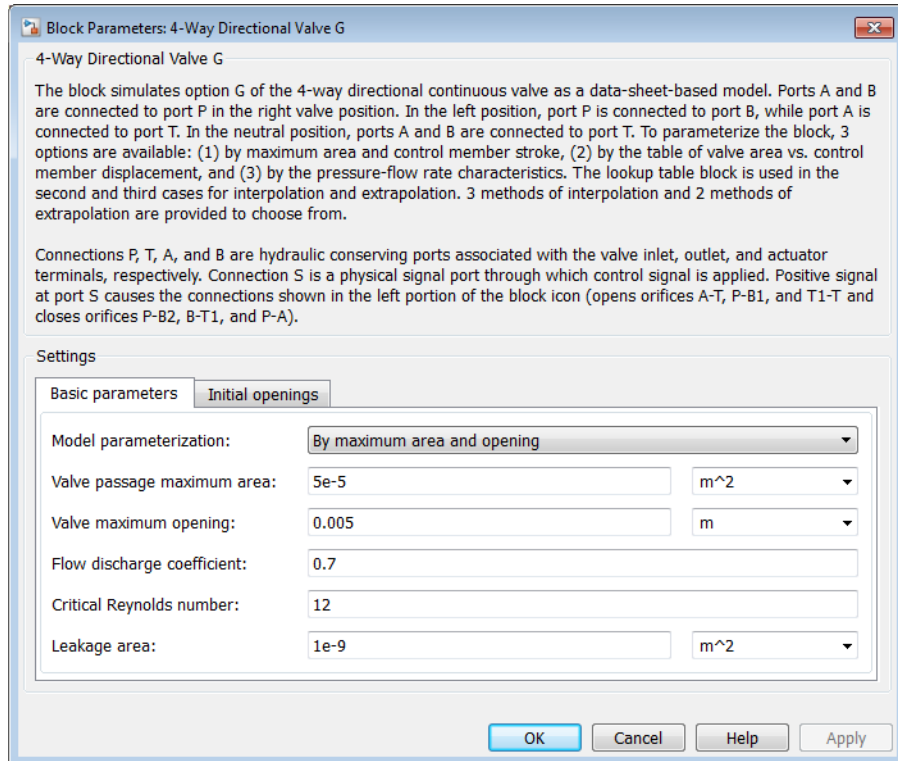 Block Parameters: 4-Way Directional Valve G
4-Way Directional Valve G
The block simulates option G of the 4-way directional continuous valve as a data-sheet-based model. Ports A and B
are connected to port P in the right valve position. In the left position, port P is connected to port B, while port A is
connected to port T. In the neutral position, ports A and B are connected to port T. To parameterize the block, 3
options are available: (1) by maximum area and control member stroke, (2) by the table of valve area vs. control
member displacement, and (3) by the pressure-flow rate characteristics. The lookup table block is used in the
second and third cases for interpolation and extrapolation. 3 methods of interpolation and 2 methods of
extrapolation are provided to choose from.
Connections P, T, A, and B are hydraulic conserving ports associated with the valve inlet, outlet, and actuator
terminals, respectively. Connection S is a physical signal port through which control signal is applied. Positive signal
at port S causes the connections shown in the left portion of the block icon (opens orifices A-T, P-B1, and T1-T and
closes orifices P-B2, B-T1, and P-A).
Settings
Basic parameters Initial openings
Model parameterization: By maximum area and opening
Valve passage maximum area: 5e-5 m^2
Valve maximum opening: 0.005 m
Flow discharge coefficient: 0.7
Critical Reynolds number: 12
Leakage area: 1e-9 m^2
OK Cancel Help Apply